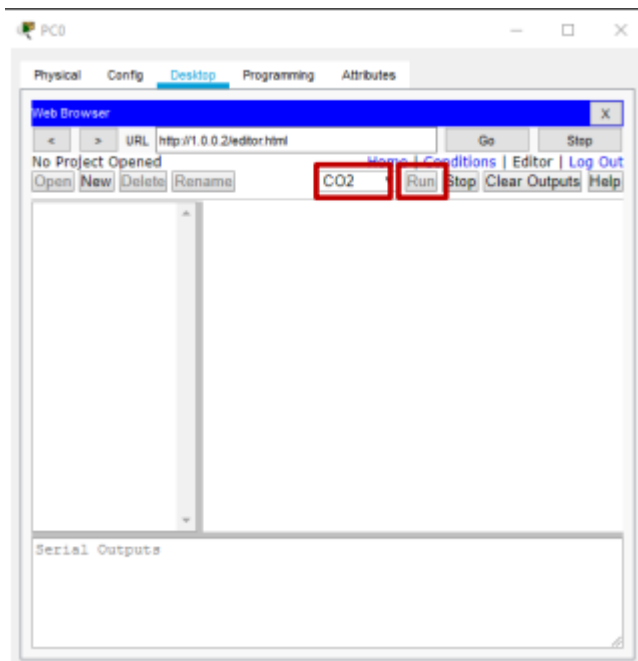 PC0
Physical Config Desktop Programming Attributes
Web Browser X
< > URL http://1.0.0.2/editor.html Go Stop
No Project Opened Home | Conditions | Editor | Log Out
Open New Delete Rename CO2 Run Stop Clear Outputs Help
Serial Outputs